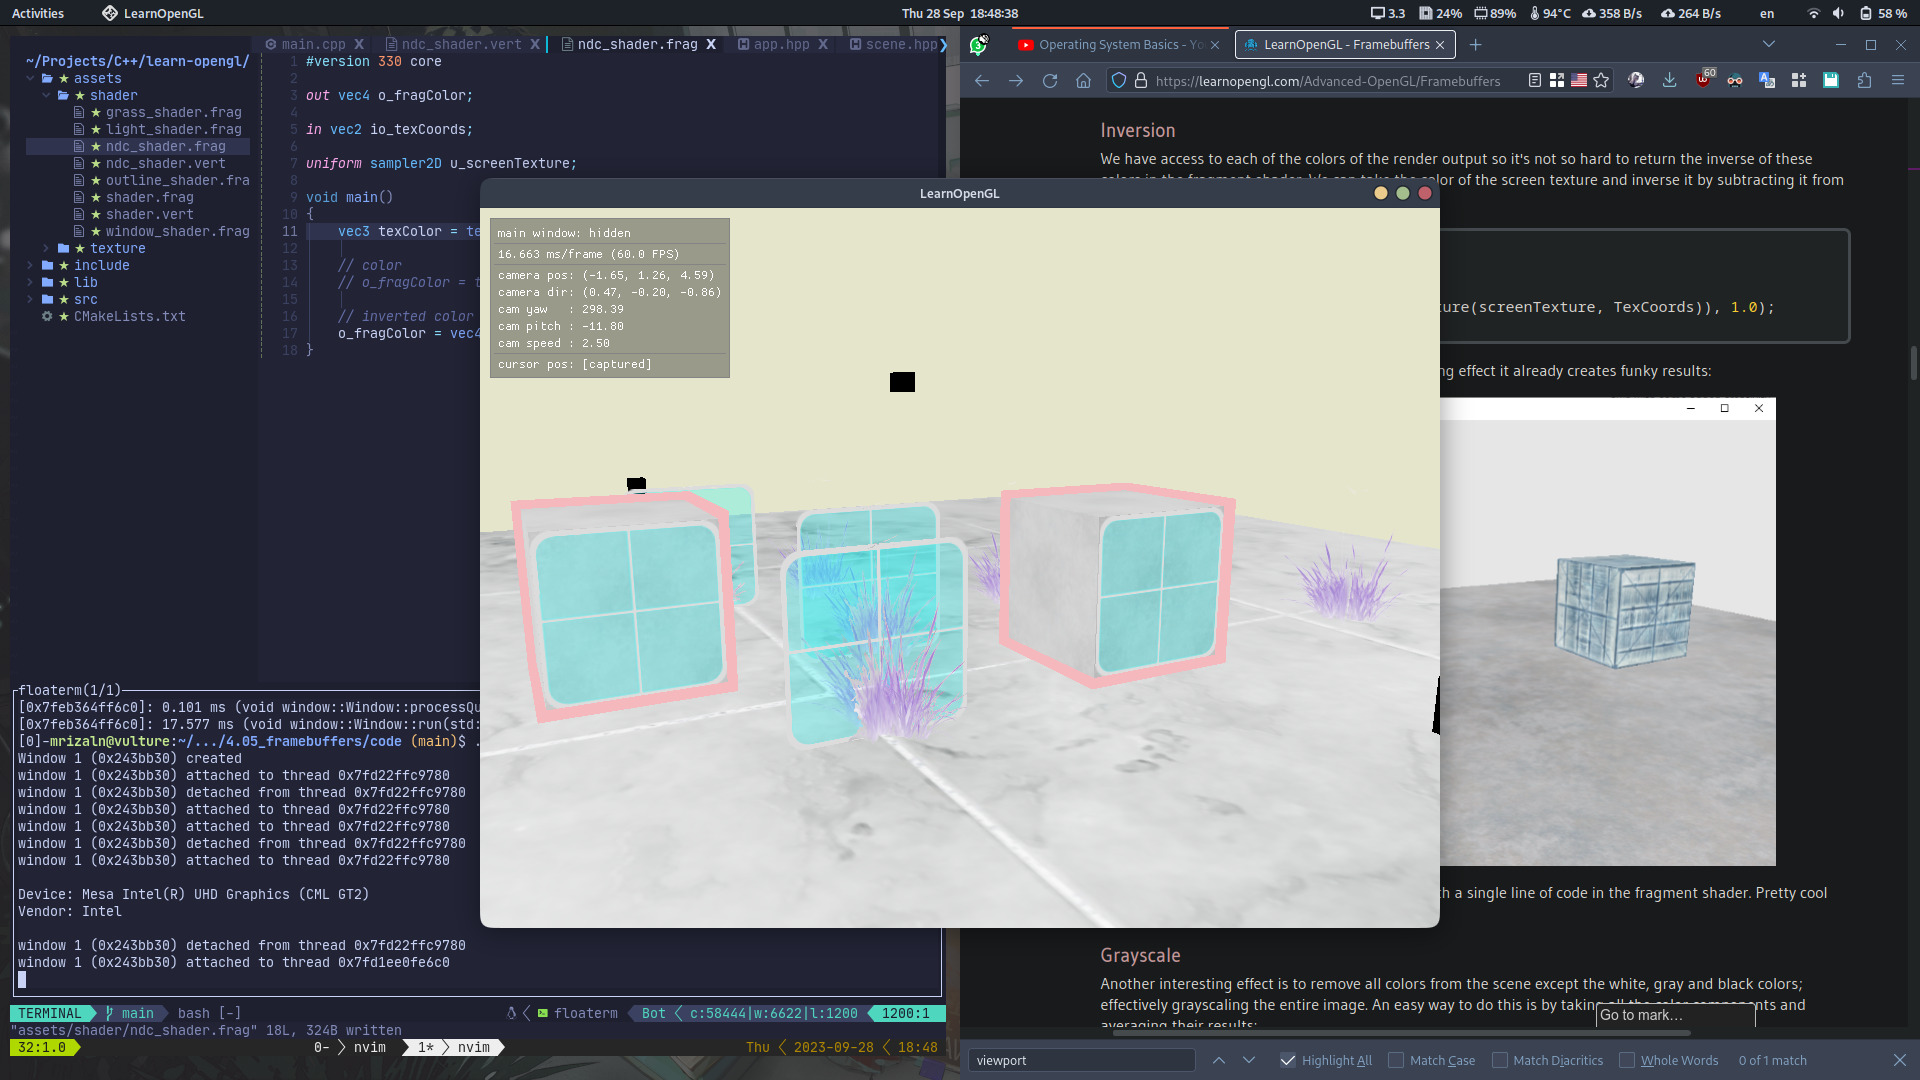 Activities
LearnOpenGL
Thu 28 Sep 18:48:38
3.3 24% 89% 94°C 358 B/s 264 B/s en 58 %
main.cpp X ndc_shader.vert X ndc_shader.frag X app.hpp X scene.hpp
~/Projects/C++/learn-opengl/
assets
shader
grass_shader.frag
light_shader.frag
ndc_shader.frag
ndc_shader.vert
outline_shader.fra
shader.frag
shader.vert
window_shader.frag
texture
include
lib
src
CMakeLists.txt
1 #version 330 core
2
3 out vec4 o_fragColor;
4
5 in vec2 io_texCoords;
6
7 uniform sampler2D u_screenTexture;
8
9 void main()
10 {
11 vec3 texColor = te
12
13 // color
14 // o_fragColor = t
15
16 // inverted color
17 o_fragColor = vec4
18 }
floaterm(1/1)
[0x7feb364ff6c0]: 0.101 ms (void window::Window::processQu
[0x7feb364ff6c0]: 17.577 ms (void window::Window::run(std:
[0]-mrizaln@vulture:~/.../4.05_framebuffers/code (main)$ .
Window 1 (0x243bb30) created
window 1 (0x243bb30) attached to thread 0x7fd22ffc9780
window 1 (0x243bb30) detached from thread 0x7fd22ffc9780
window 1 (0x243bb30) attached to thread 0x7fd22ffc9780
window 1 (0x243bb30) attached to thread 0x7fd22ffc9780
window 1 (0x243bb30) detached from thread 0x7fd22ffc9780
window 1 (0x243bb30) attached to thread 0x7fd22ffc9780
Device: Mesa Intel(R) UHD Graphics (CML GT2)
Vendor: Intel
window 1 (0x243bb30) detached from thread 0x7fd22ffc9780
window 1 (0x243bb30) attached to thread 0x7fd1ee0fe6c0
TERMINAL main bash [-] floaterm Bot c:58444|w:6622|l:1200 1200:1
"assets/shader/ndc_shader.frag" 18L, 324B written
32:1.0 0- nvim 1* nvim Thu 2023-09-28 18:48
LearnOpenGL
main window: hidden
16.663 ms/frame (60.0 FPS)
camera pos: (-1.65, 1.26, 4.59)
camera dir: (0.47, -0.20, -0.86)
cam yaw : 298.39
cam pitch : -11.80
cam speed : 2.50
cursor pos: [captured]
Operating System Basics - Yo
LearnOpenGL - Framebuffers
https://learnopengl.com/Advanced-OpenGL/Framebuffers
60
Inversion
We have access to each of the colors of the render output so it's not so hard to return the inverse of these
colors in the fragment shader. We can take the color of the screen texture and inverse it by subtracting it from
ture(screenTexture, TexCoords)), 1.0);
ng effect it already creates funky results:
h a single line of code in the fragment shader. Pretty cool
Grayscale
Another interesting effect is to remove all colors from the scene except the white, gray and black colors;
effectively grayscaling the entire image. An easy way to do this is by taking all the color components and
averaging their results:
Go to mark...
viewport
Highlight All
Match Case
Match Diacritics
Whole Words
0 of 1 match